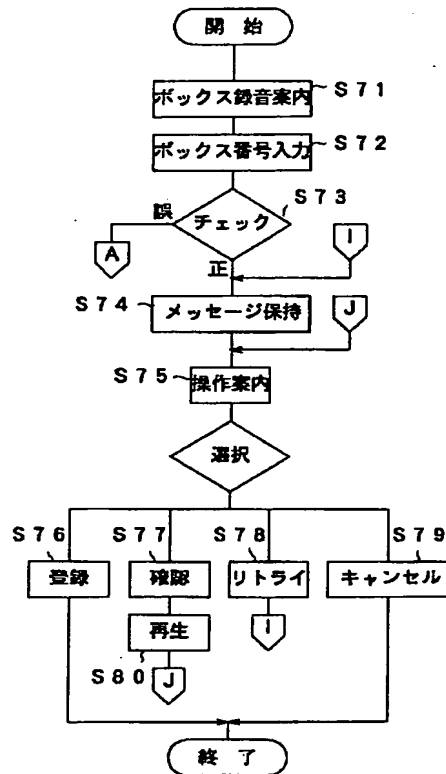 開 始
ボックス録音案内
S71
ボックス番号入力
S72
チェック
S73
誤
A
正
I
メッセージ保持
S74
J
操作案内
S75
選択
S76
S77
S78
S79
登録
確認
リトライ
キャンセル
再生
I
S80
J
終 了